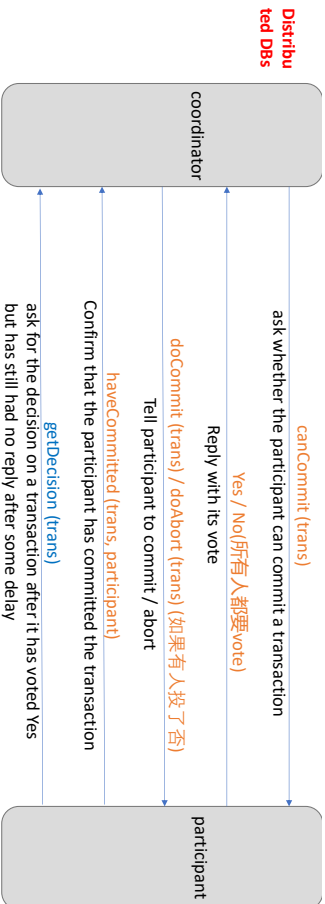 Distribu
ted DBs
coordinator
participant
canCommit (trans)
ask whether the participant can commit a transaction
Yes / No(所有人都要vote)
Reply with its vote
doCommit (trans) / doAbort (trans) (如果有人投了否)
Tell participant to commit / abort
haveCommitted (trans, participant)
Confirm that the participant has committed the transaction
getDecision (trans)
ask for the decision on a transaction after it has voted Yes
but has still had no reply after some delay